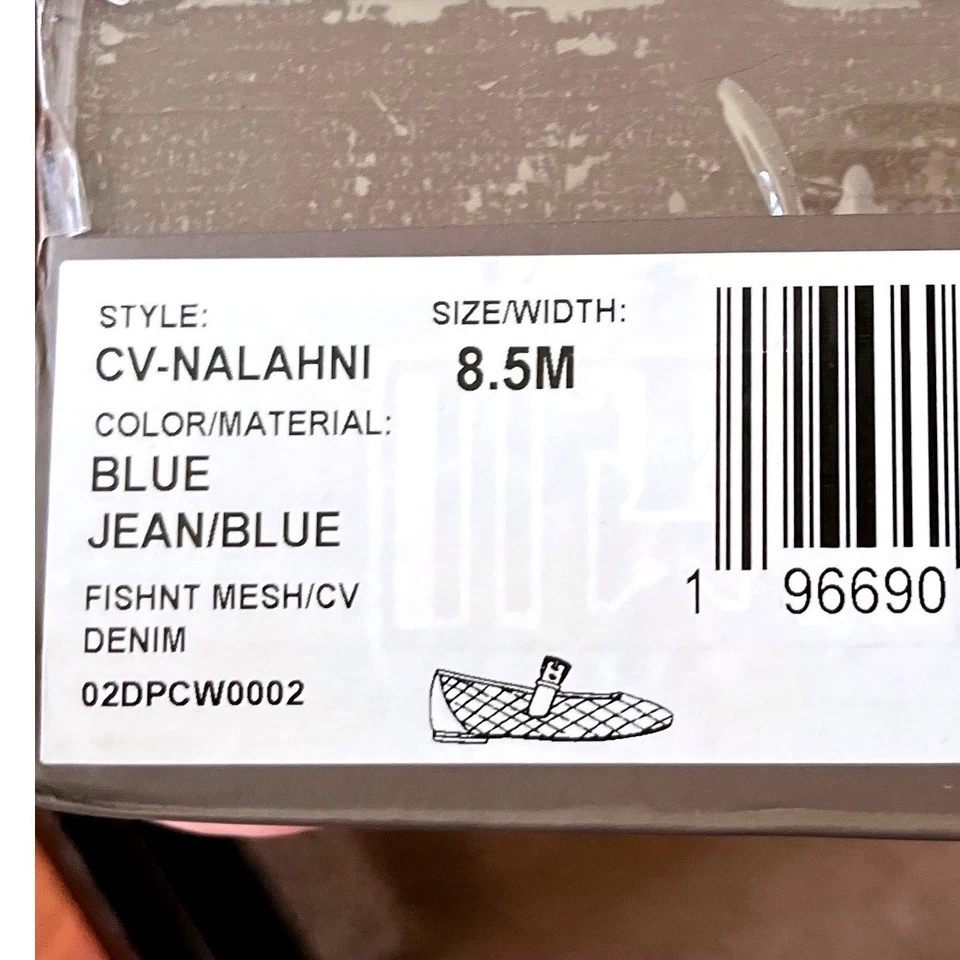 STYLE:
CV-NALAHNI
SIZE/WIDTH:
8.5M
COLOR/MATERIAL:
BLUE
JEAN/BLUE
FISHNT MESH/CV
DENIM
02DPCW0002
1 96690